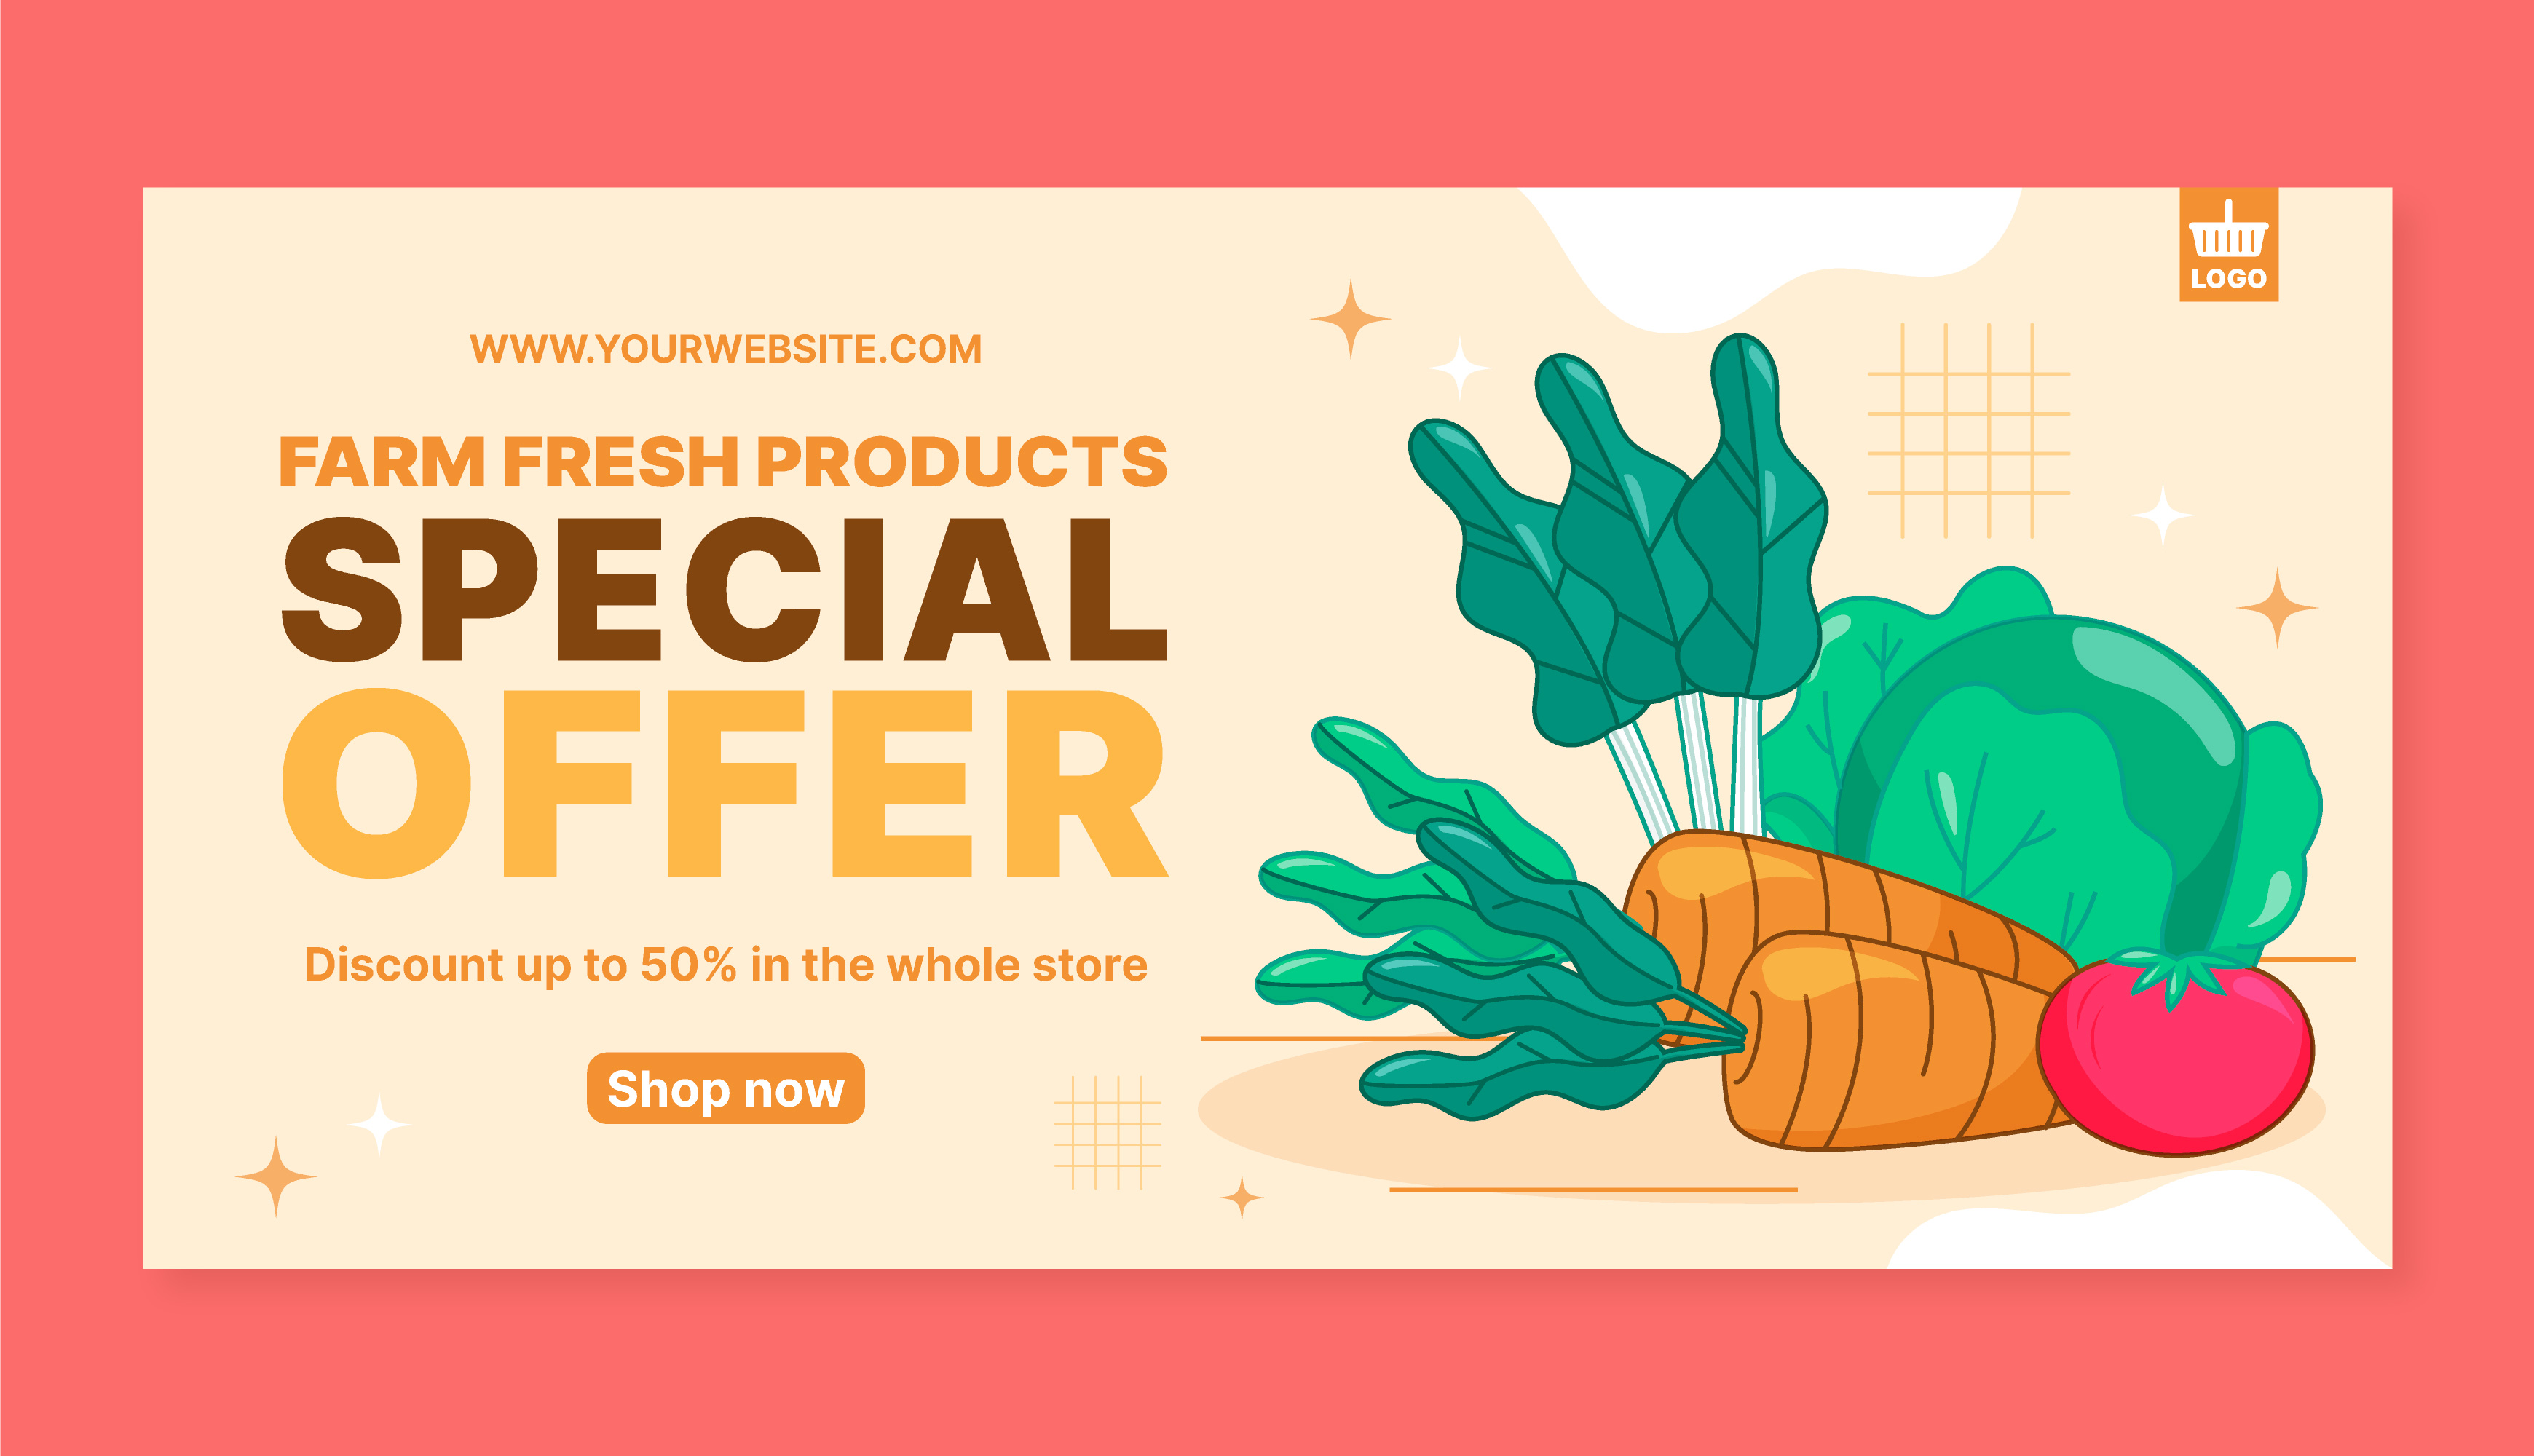 LOGO
WWW.YOURWEBSITE.COM
FARM FRESH PRODUCTS
SPECIAL
OFFER
Discount up to 50% in the whole store
Shop now